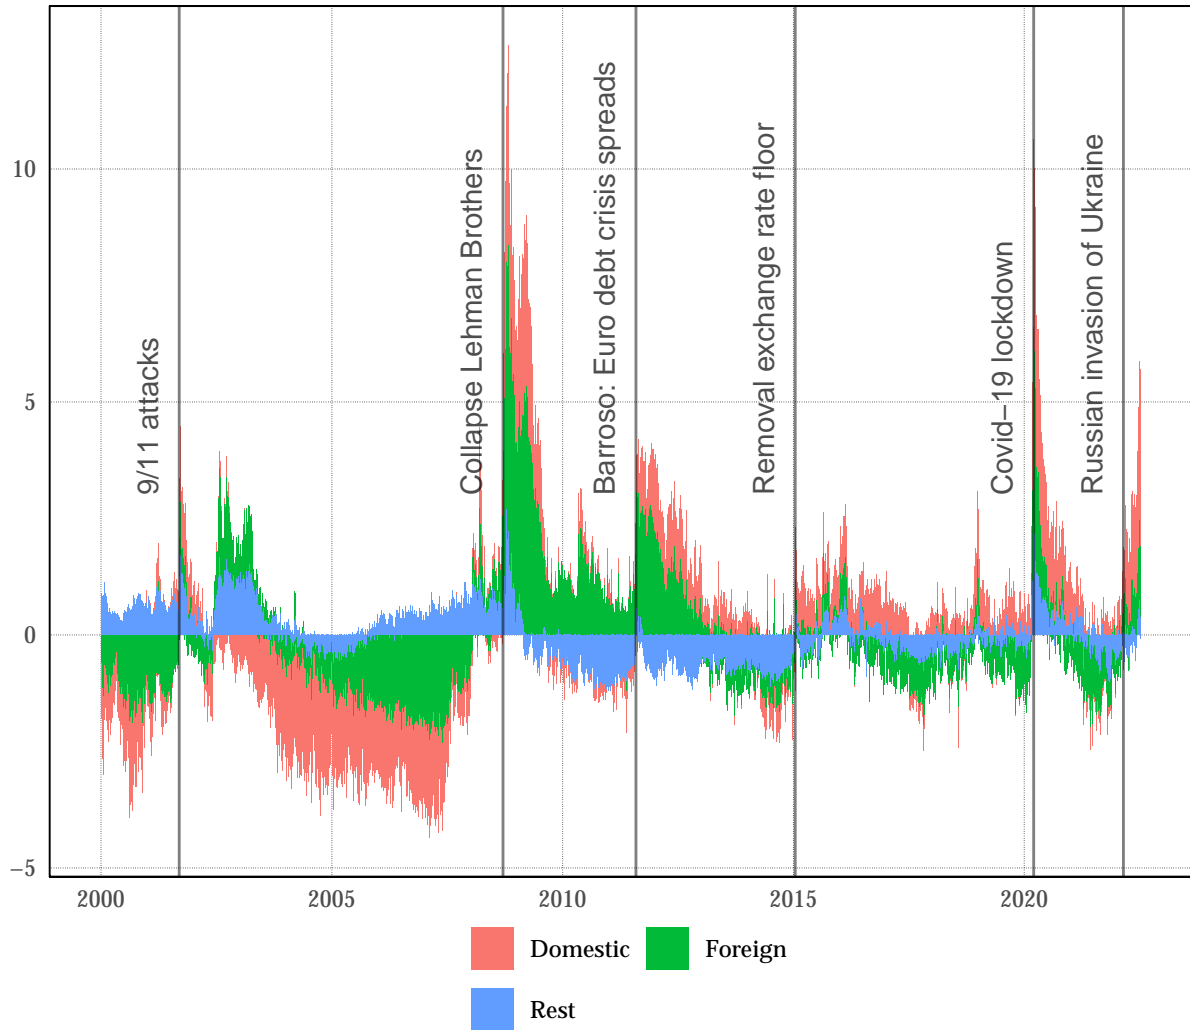 10
5
0
−5
9/11 attacks
Collapse Lehman Brothers
Barroso: Euro debt crisis spreads
Removal exchange rate floor
Covid−19 lockdown
Russian invasion of Ukraine
2000 2005 2010 2015 2020
Domestic Foreign
Rest